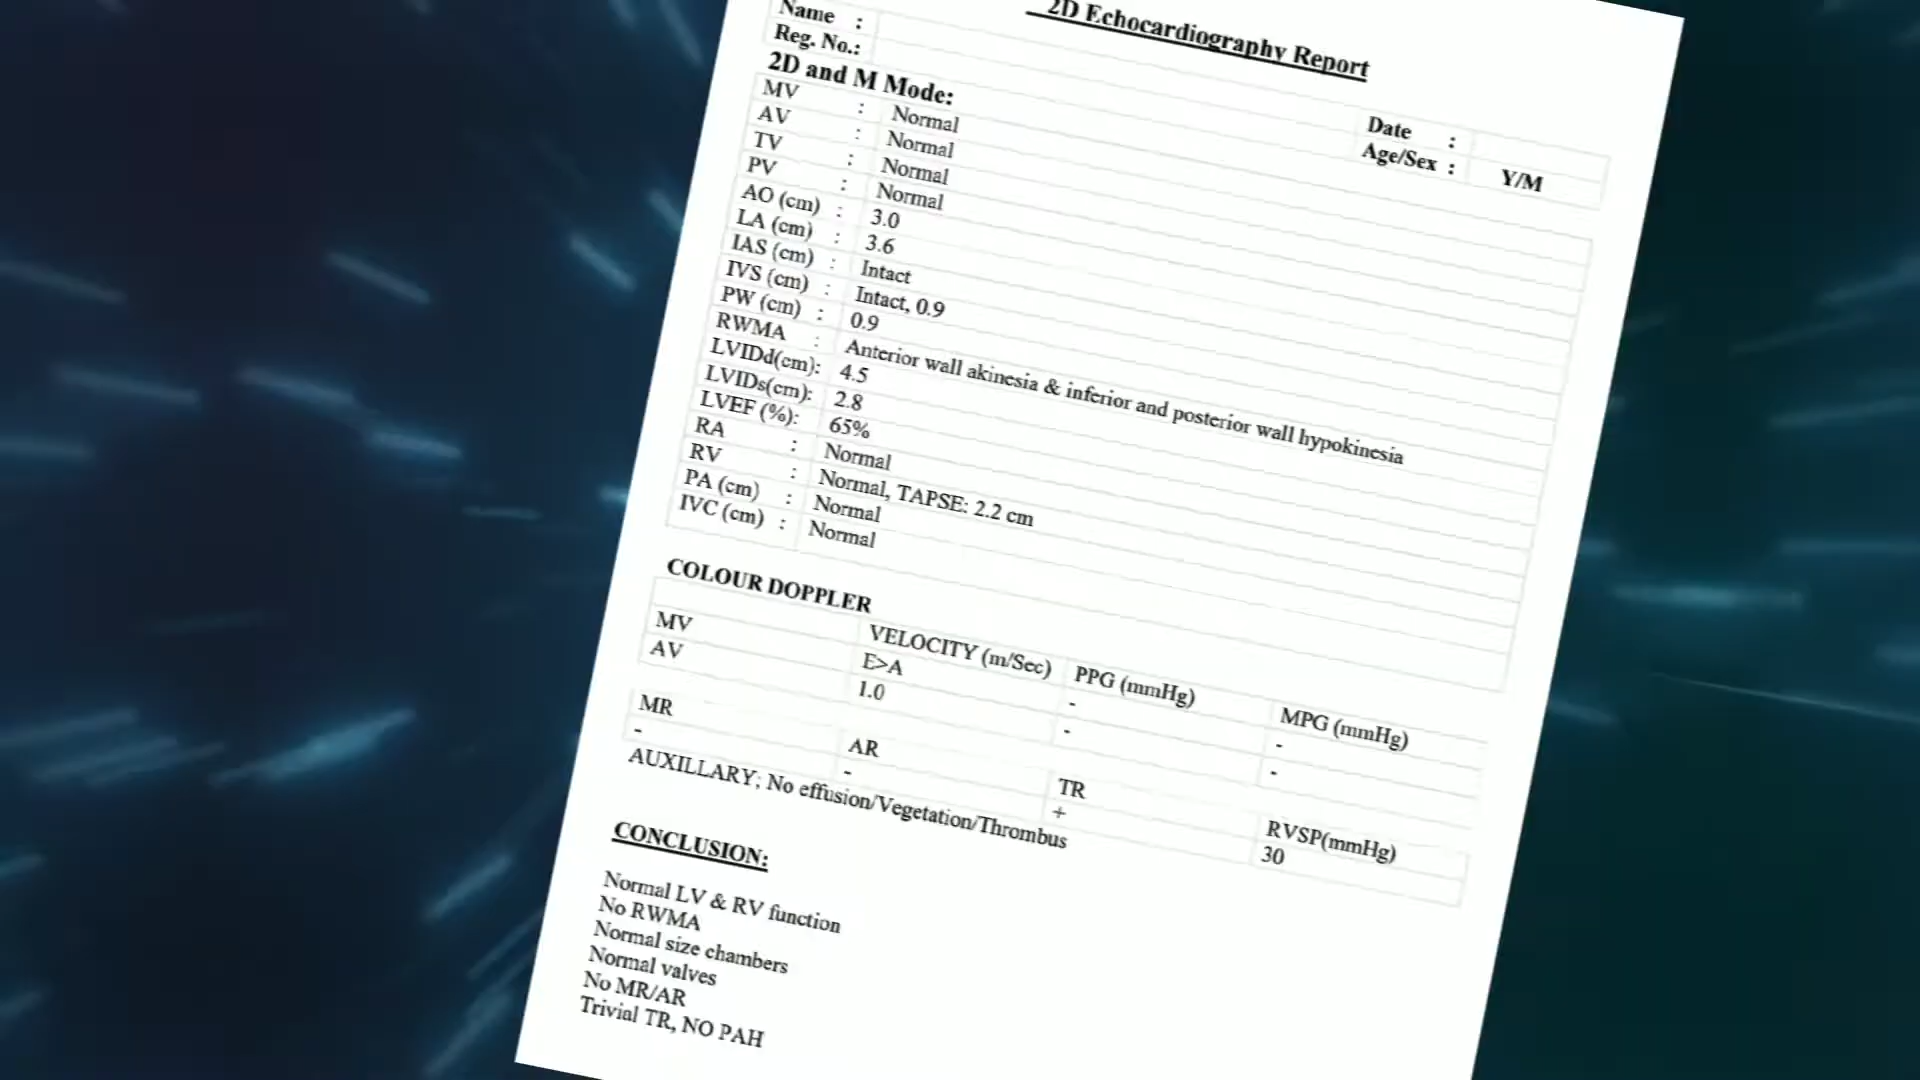 2D Echocardiography Report
Name :
Reg. No.:
Date :
Age/Sex : Y/M
2D and M Mode:
MV : Normal
AV : Normal
TV : Normal
PV : Normal
AO (cm) : 3.0
LA (cm) : 3.6
IAS (cm) : Intact
IVS (cm) : Intact, 0.9
PW (cm) : 0.9
RWMA : Anterior wall akinesia & inferior and posterior wall hypokinesia
LVIDd(cm): 4.5
LVIDs(cm): 2.8
LVEF (%): 65%
RA : Normal
RV : Normal, TAPSE: 2.2 cm
PA (cm) : Normal
IVC (cm) : Normal
COLOUR DOPPLER
VELOCITY (m/Sec) PPG (mmHg) MPG (mmHg)
MV E>A - -
AV 1.0 - -
MR AR TR RVSP(mmHg)
- - + 30
AUXILLARY; No effusion/Vegetation/Thrombus
CONCLUSION:
Normal LV & RV function
No RWMA
Normal size chambers
Normal valves
No MR/AR
Trivial TR, NO PAH